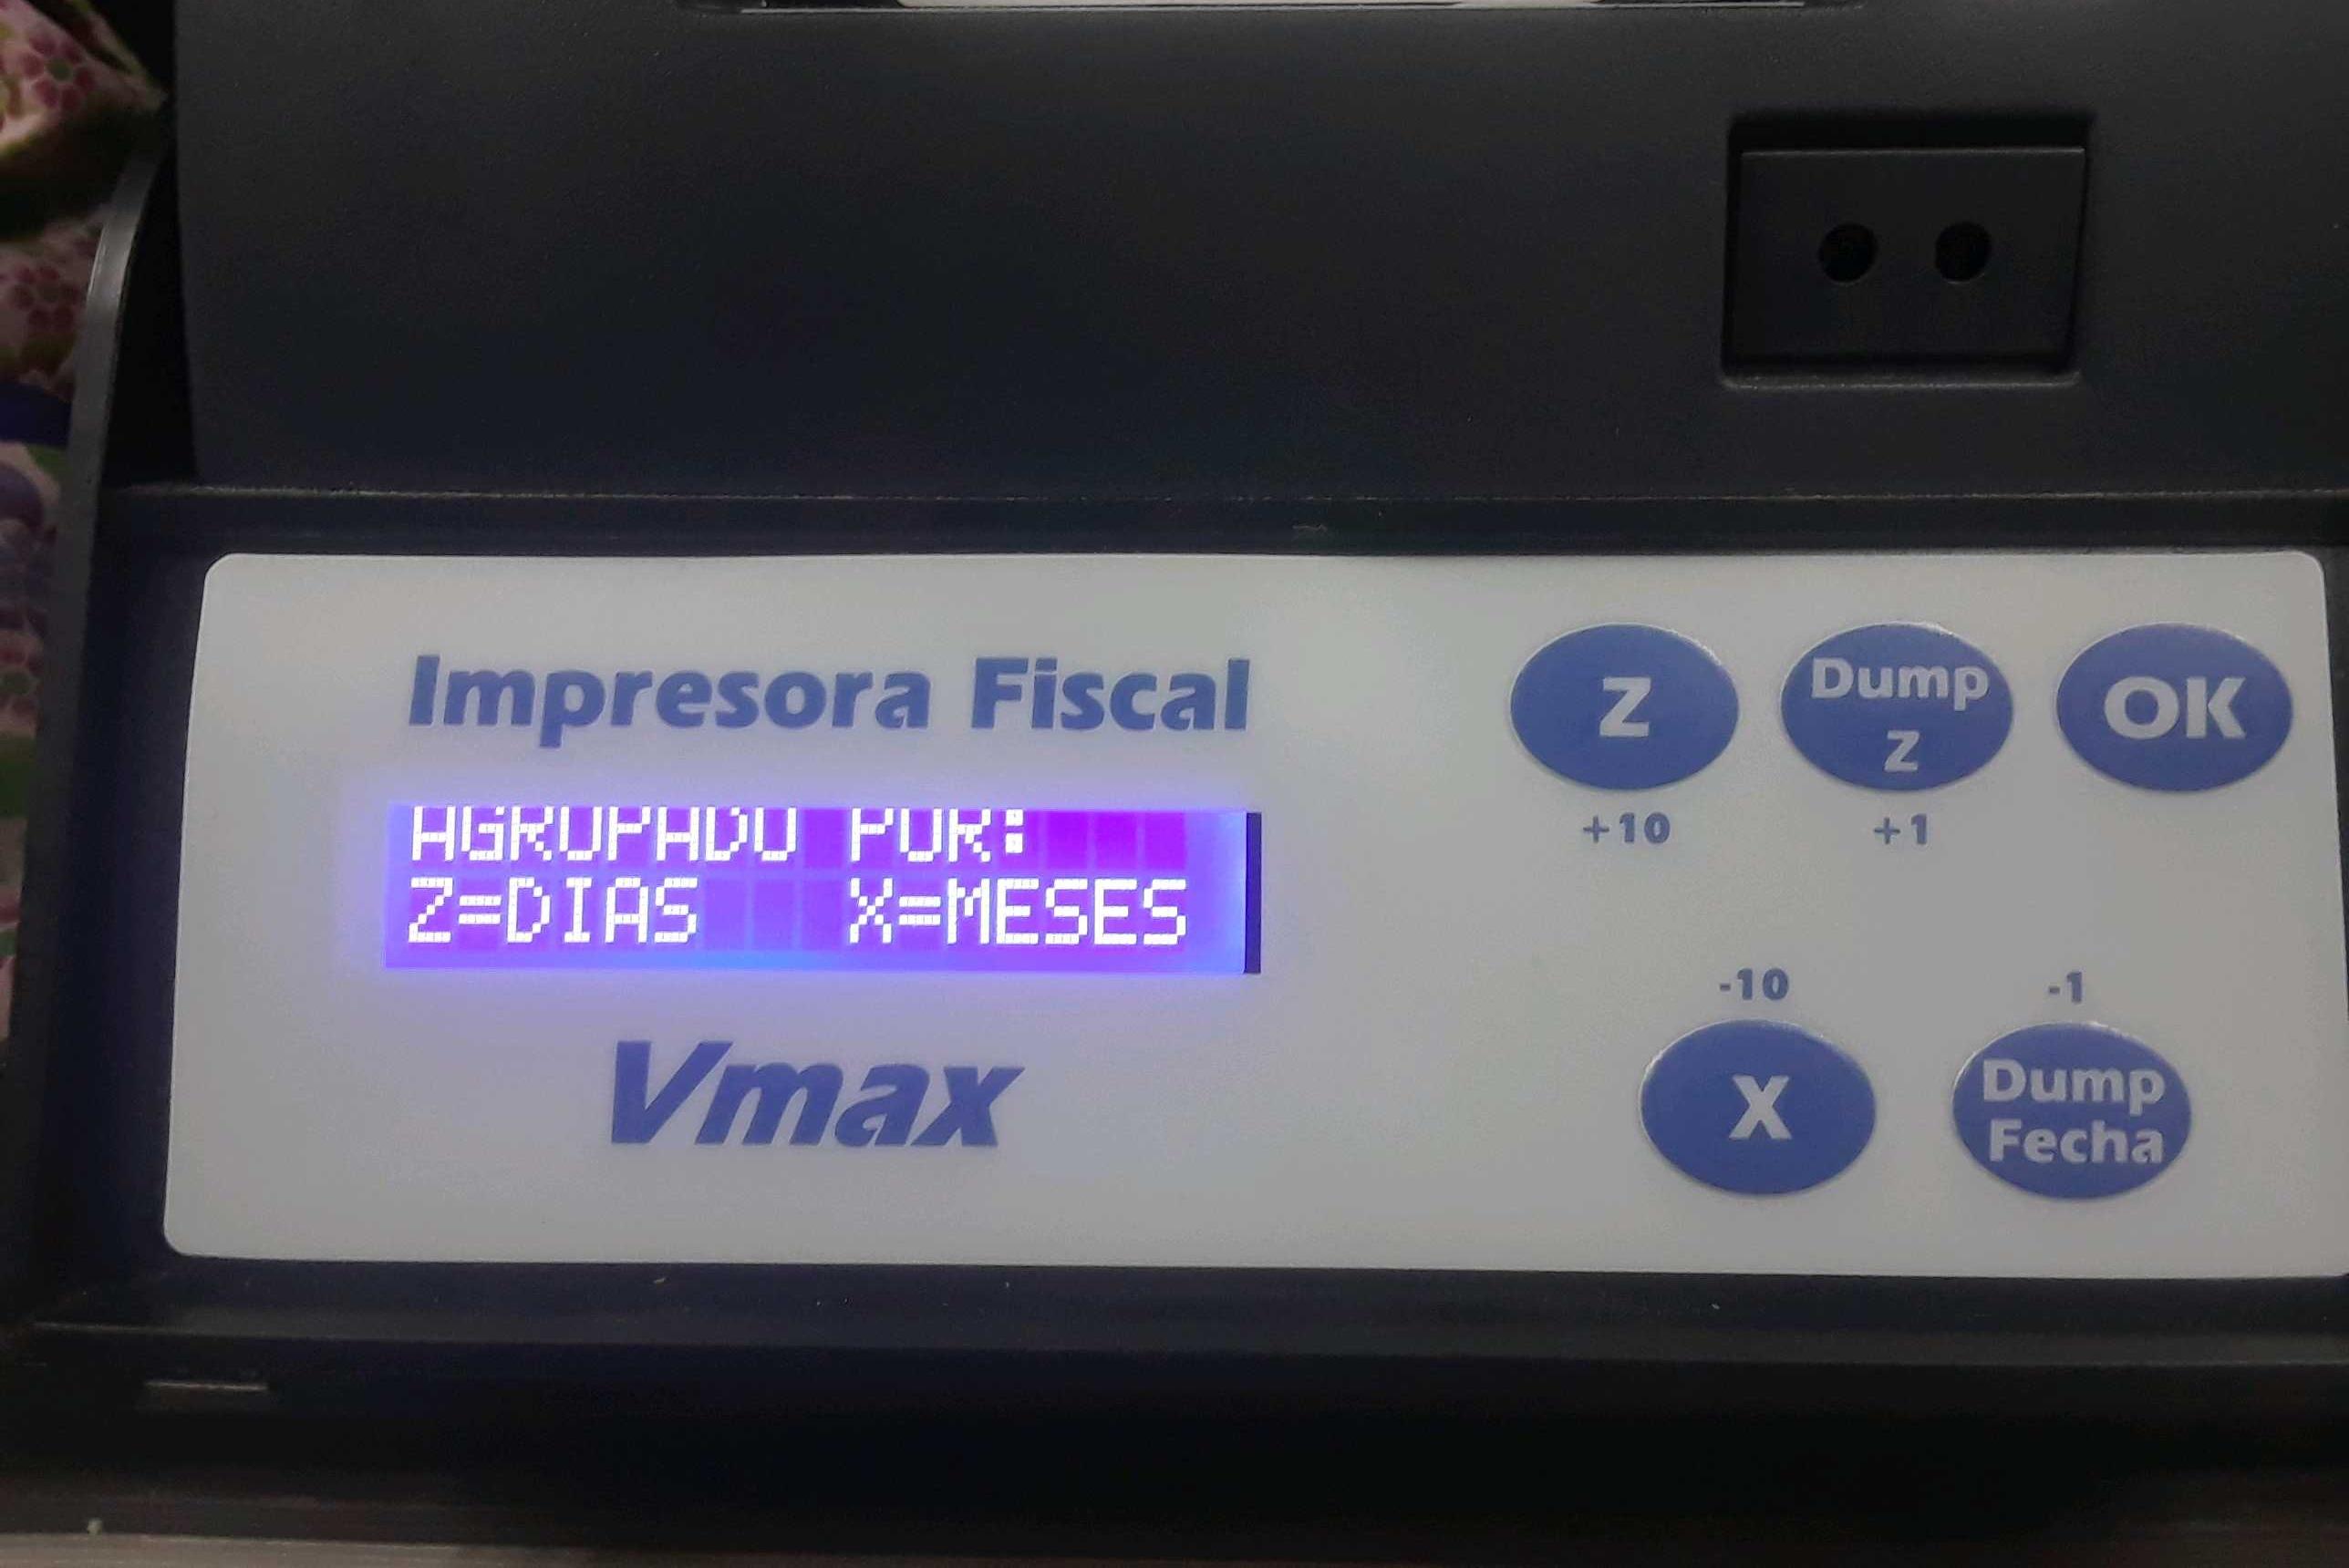 Impresora Fiscal
AGRUPADO POR:
Z=DIAS X=MESES
Vmax
Z
+10
Dump
Z
+1
OK
-10
X
-1
Dump
Fecha